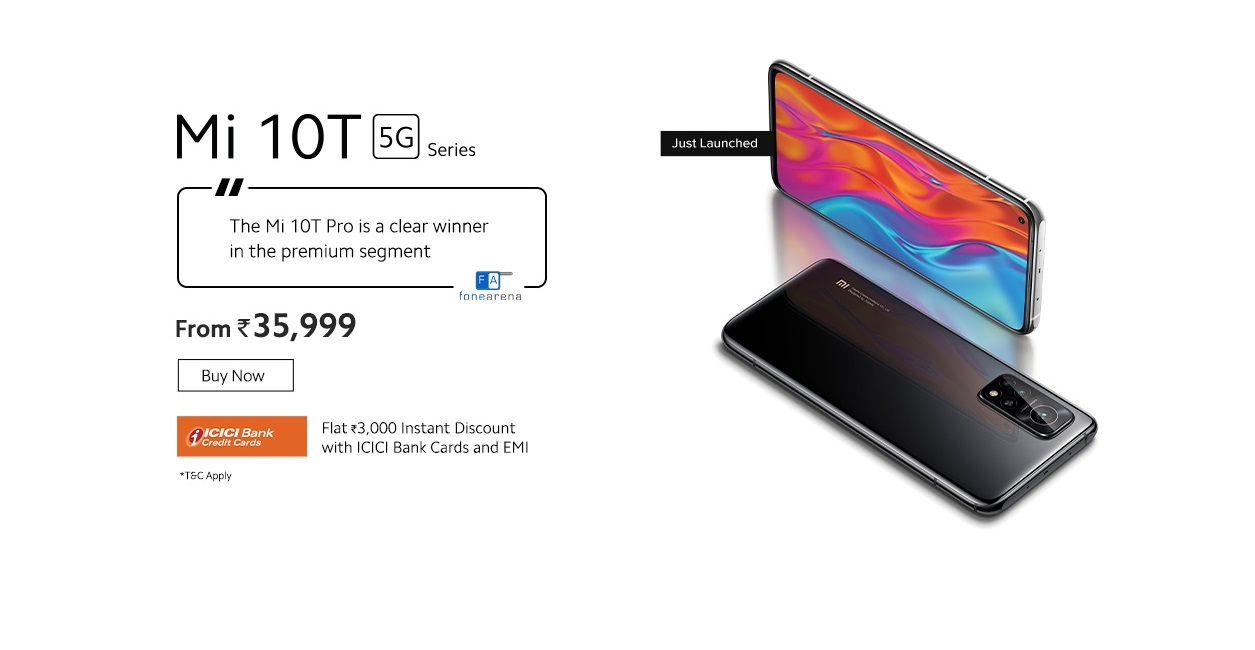 Mi 10T 5G Series
The Mi 10T Pro is a clear winner
in the premium segment
FA
fonearena
From ₹35,999
Buy Now
ICICI Bank
Credit Cards
Flat ₹3,000 Instant Discount
with ICICI Bank Cards and EMI
*T&C Apply
Just Launched
MI